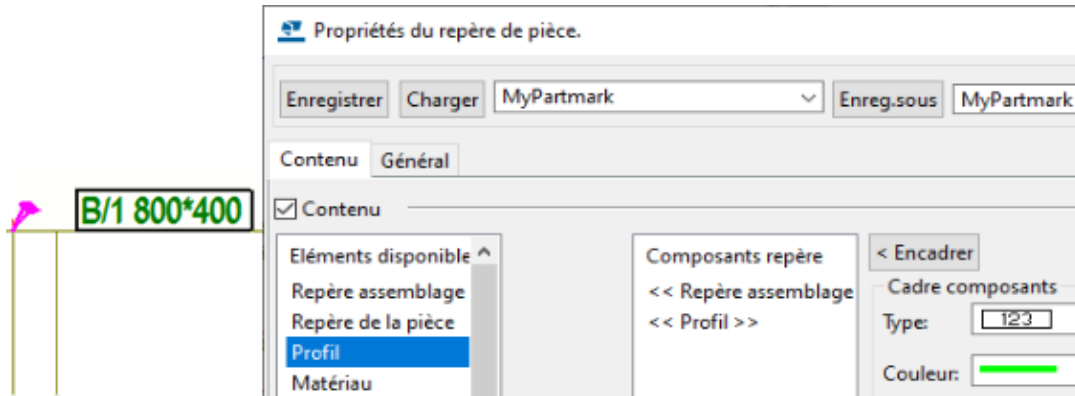 Propriétés du repère de pièce.
Enregistrer Charger MyPartmark Enreg.sous MyPartmark
Contenu Général
B/1 800*400
Contenu
Eléments disponible
Composants repère
< Encadrer
Repère assemblage
<< Repère assemblage
Cadre composants
Repère de la pièce
<< Profil >>
Type: 123
Profil
Matériau
Couleur: